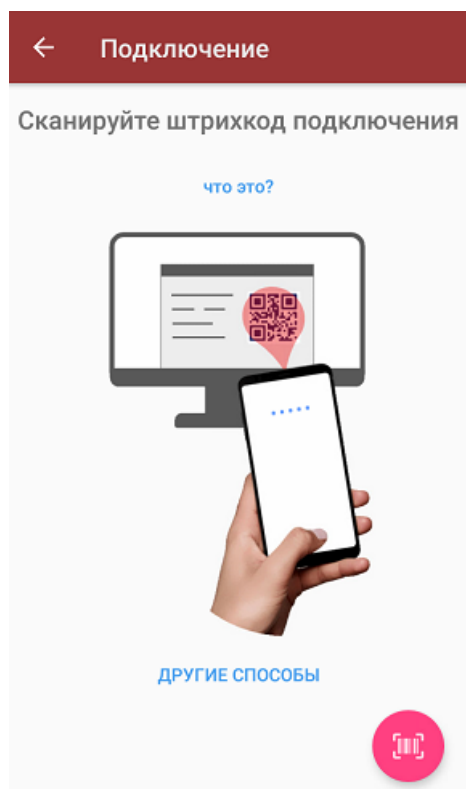 Подключение
Сканируйте штрихкод подключения
что это?
ДРУГИЕ СПОСОБЫ